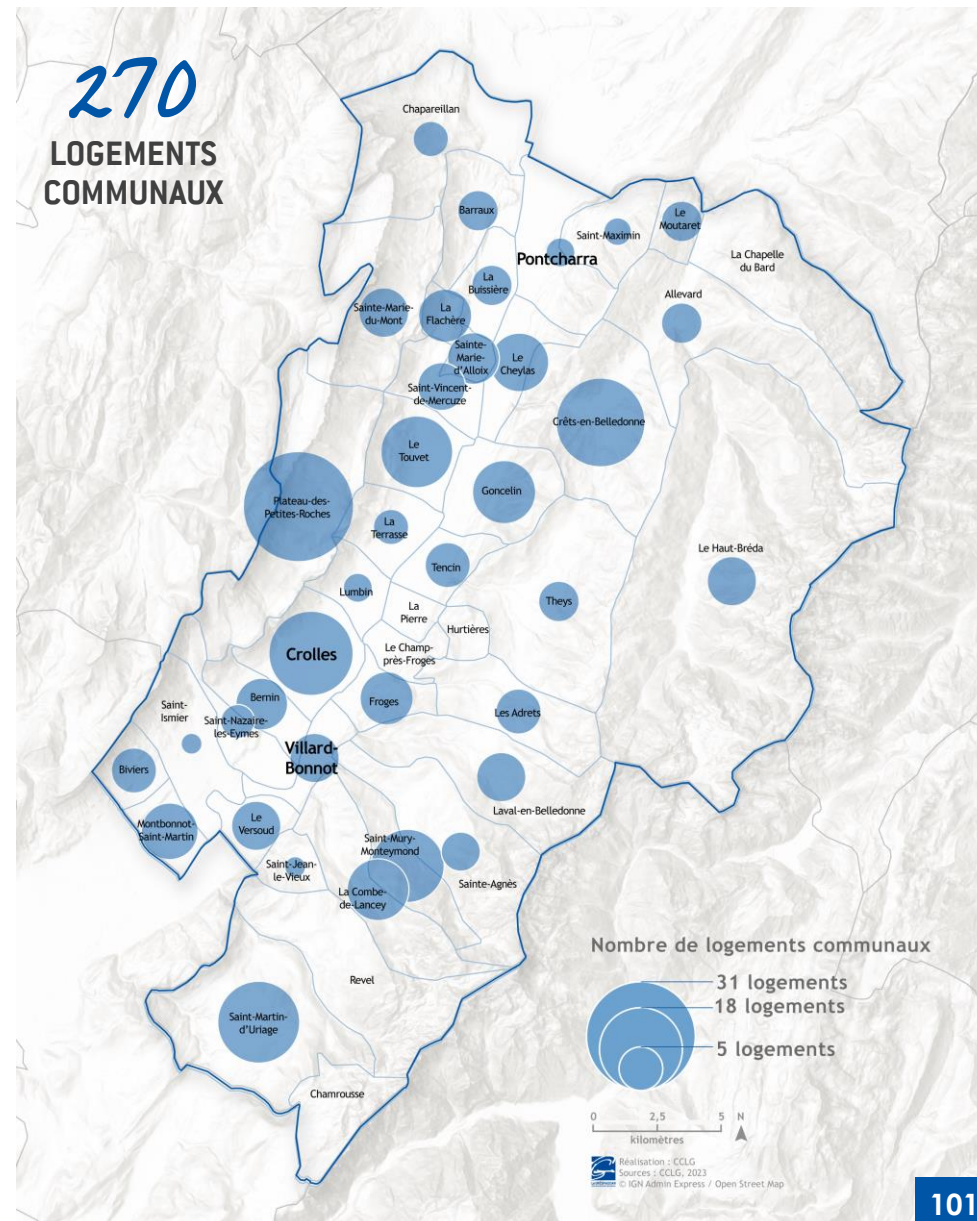 270
LOGEMENTS
COMMUNAUX
Chapareillan
Barraux
Le
Moutaret
Saint-Maximin
Pontcharra
La Chapelle
du Bard
La
Buissière
Allevard
Sainte-Marie-
du-Mont
La
Flachère
Sainte-
Marie-
d'Alloix
Le
Cheylas
Saint-Vincent-
de-Mercuze
Crêts-en-Belledonne
Le
Touvet
Goncelin
Plateau-des-
Petites-Roches
La
Terrasse
Le Haut-Bréda
Tencin
Lumbin
Theys
La
Pierre
Hurtières
Crolles
Le Champ-
près-Froges
Bernin
Froges
Saint-
Ismier
Saint-Nazaire-
les-Eymes
Les Adrets
Villard-
Bonnot
Biviers
Laval-en-Belledonne
Montbonnot-
Saint-Martin
Le
Versoud
Saint-Mury-
Monteymond
Saint-Jean-
le-Vieux
Sainte-Agnès
La Combe-
de-Lancey
Revel
Saint-Martin-
d'Uriage
Chamrousse
Nombre de logements communaux
31 logements
18 logements
5 logements
0 2,5 5 N
kilomètres
Réalisation : CCLG
Sources : CCLG, 2023
© IGN Admin Express / Open Street Map
101